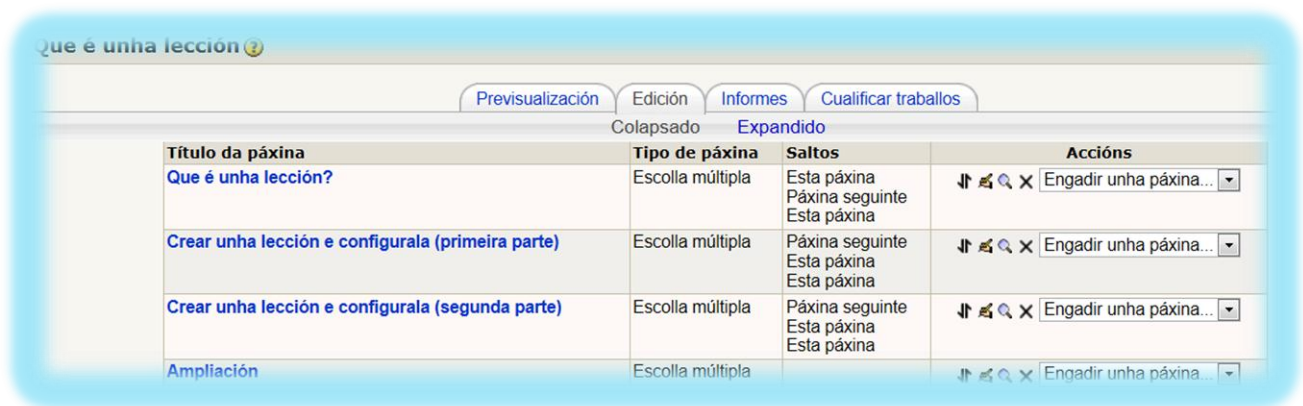 Que é unha lección
Previsualización Edición Informes Cualificar traballos
Colapsado Expandido
Título da páxina Tipo de páxina Saltos Accións
Que é unha lección? Escolla múltipla Esta páxina Engadir unha páxina...
Páxina seguinte
Esta páxina
Crear unha lección e configurala (primeira parte) Escolla múltipla Páxina seguinte Engadir unha páxina...
Esta páxina
Esta páxina
Crear unha lección e configurala (segunda parte) Escolla múltipla Páxina seguinte Engadir unha páxina...
Esta páxina
Esta páxina
Ampliación Escolla múltipla Engadir unha páxina...